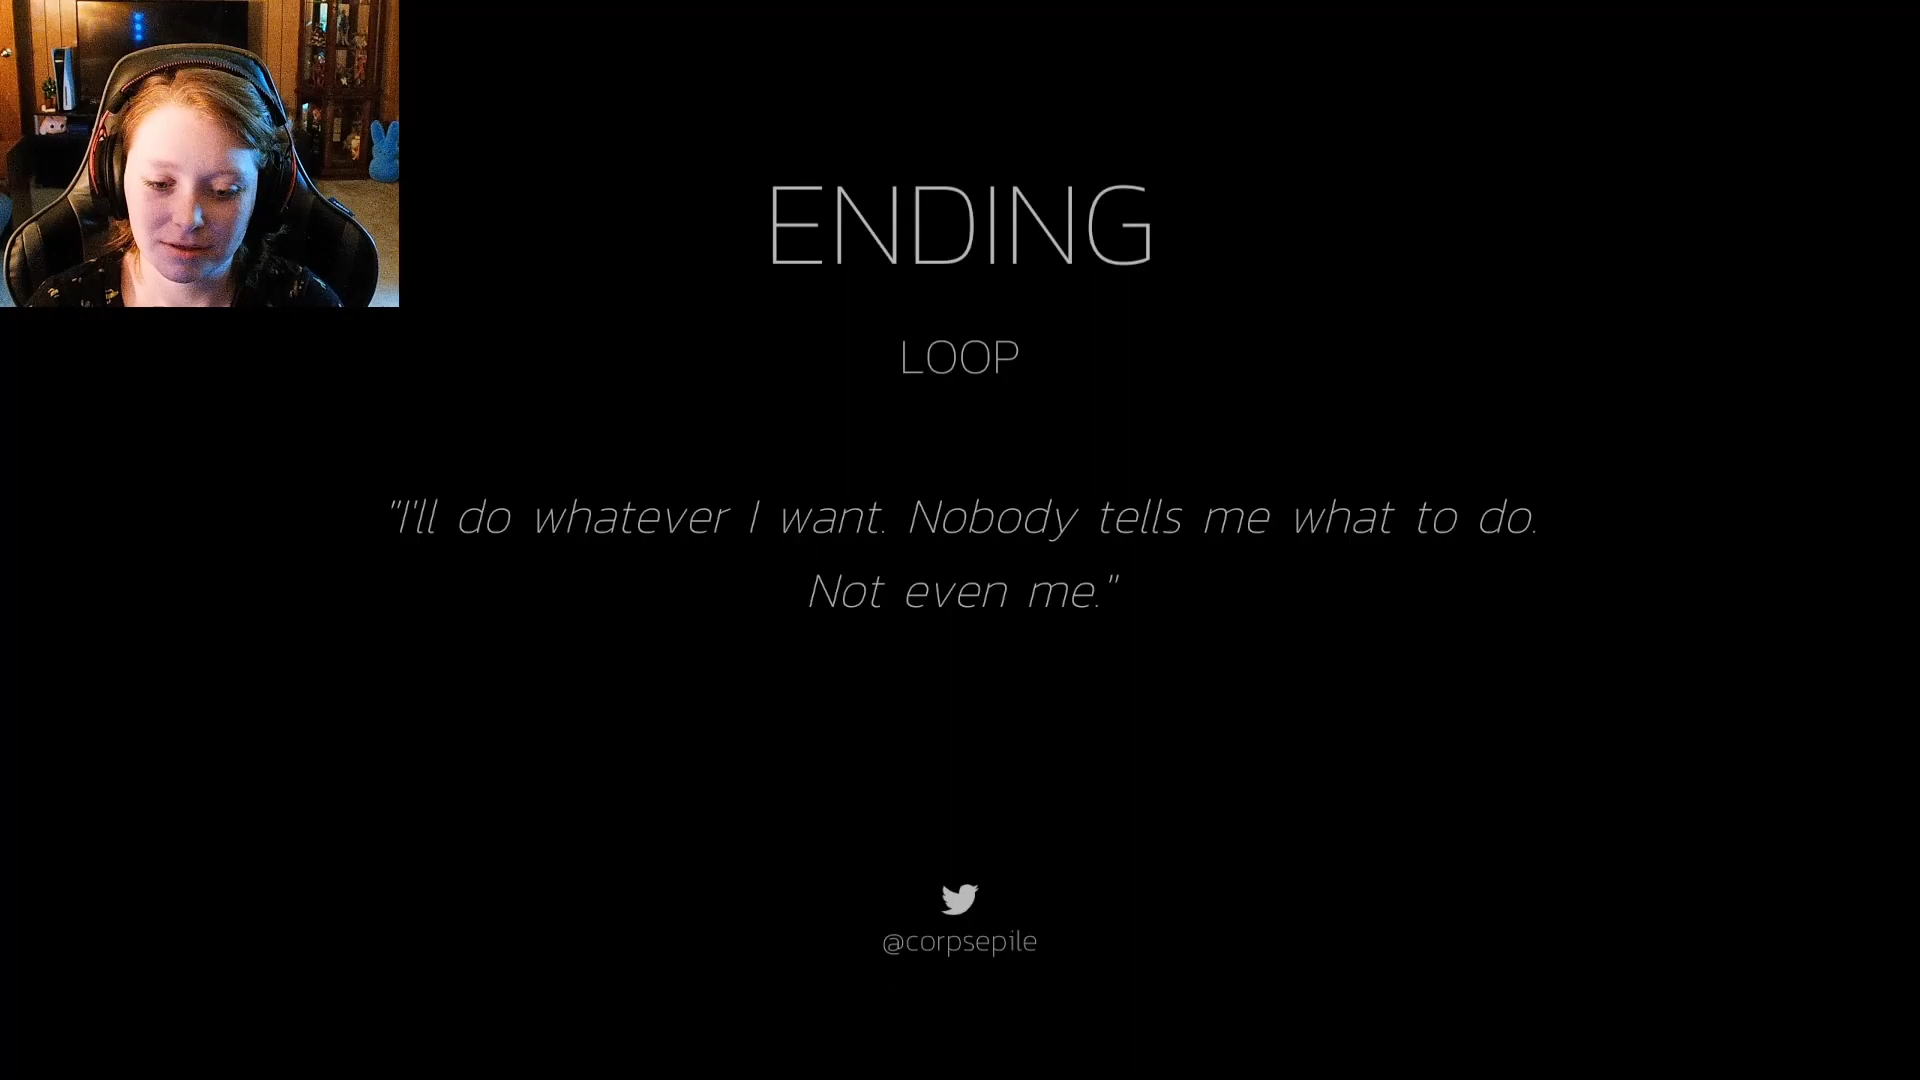 ENDING
LOOP
"I'll do whatever I want. Nobody tells me what to do.
Not even me."
@corpsepile